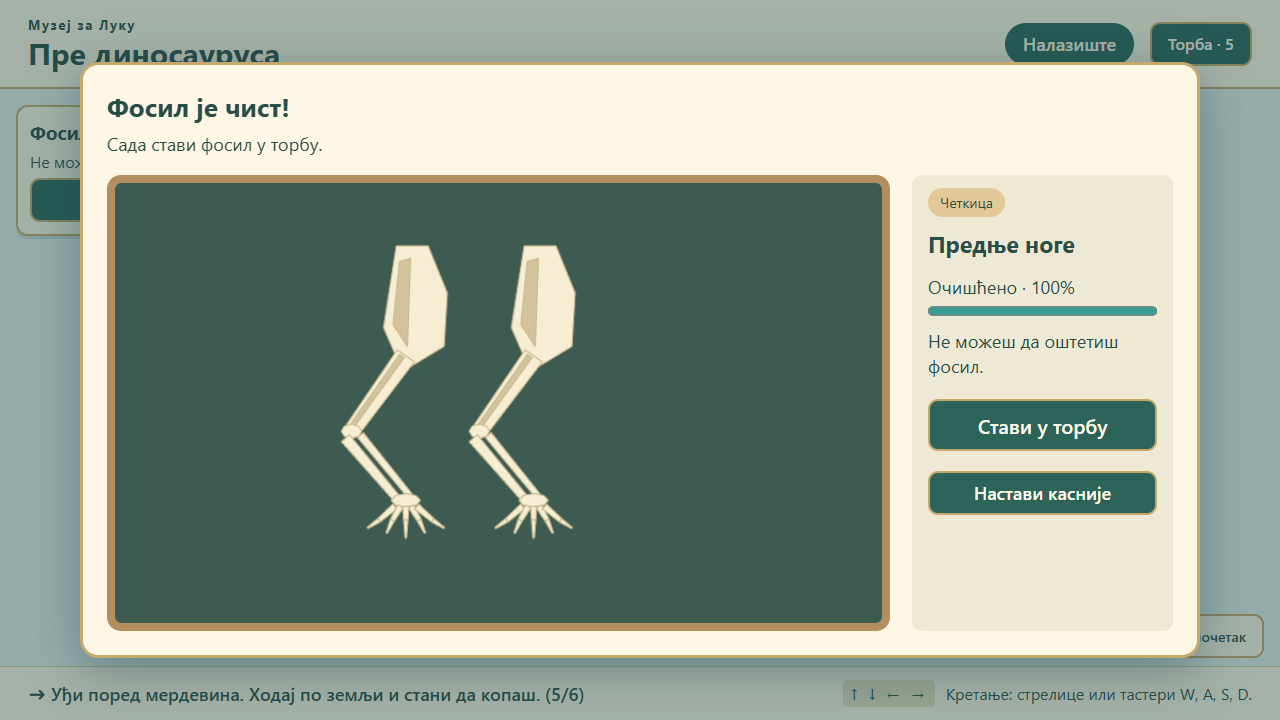 Музеј за Луку
Пре диносауруса
Налазиште
Торба · 5
Фосил је чист!
Сада стави фосил у торбу.
Четкица
Предње ноге
Очишћено · 100%
Не можеш да оштетиш
фосил.
Стави у торбу
Настави касније
→ Уђи поред мердевина. Ходај по земљи и стани да копаш. (5/6)
↑ ↓ ← → Кретање: стрелице или тастери W, A, S, D.